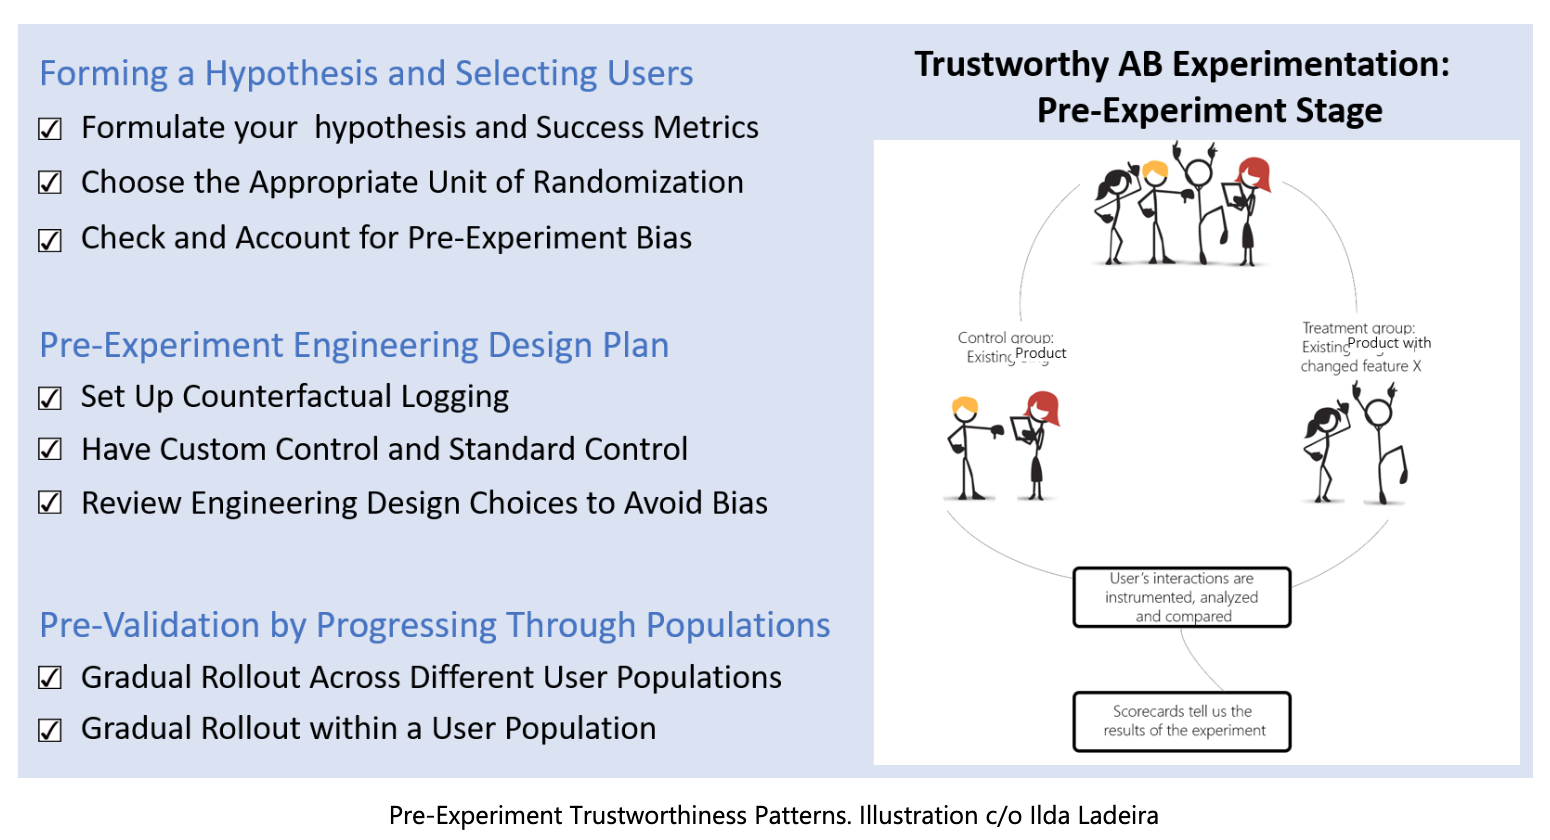 Forming a Hypothesis and Selecting Users
☑ Formulate your hypothesis and Success Metrics
☑ Choose the Appropriate Unit of Randomization
☑ Check and Account for Pre-Experiment Bias
Pre-Experiment Engineering Design Plan
☑ Set Up Counterfactual Logging
☑ Have Custom Control and Standard Control
☑ Review Engineering Design Choices to Avoid Bias
Pre-Validation by Progressing Through Populations
☑ Gradual Rollout Across Different User Populations
☑ Gradual Rollout within a User Population
Trustworthy AB Experimentation:
Pre-Experiment Stage
Control group:
Existing Product
Treatment group:
Existing Product with
changed feature X
User's interactions are
instrumented, analyzed
and compared
Scorecards tell us the
results of the experiment
Pre-Experiment Trustworthiness Patterns. Illustration c/o Ilda Ladeira